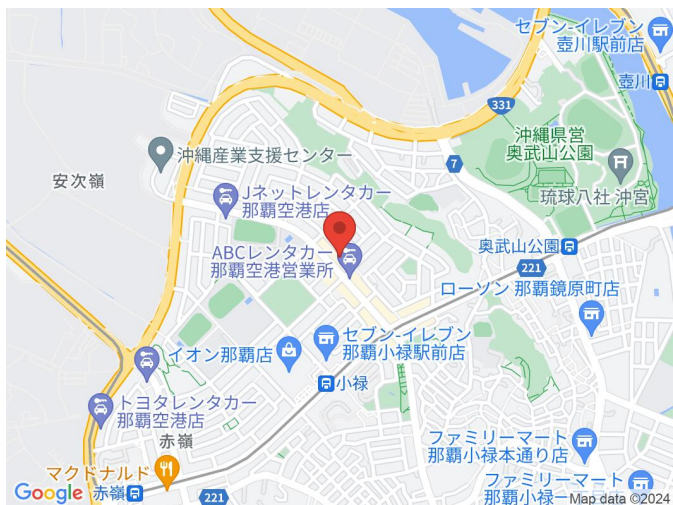 セブン-イレブン
壺川駅前店
壺川
331
沖縄県営
奥武山公園
7
沖縄産業支援センター
琉球八社 沖宮
安次嶺
Jネットレンタカー
那覇空港店
ABCレンタカー
那覇空港営業所
奥武山公園
221
ローソン 那覇鏡原町店
セブン-イレブン
那覇小禄駅前店
イオン那覇店
小禄
トヨタレンタカー
那覇空港店
赤嶺
ファミリーマート
那覇小禄本通り店
マクドナルド
ファミリーマート
那覇小禄一
Google
赤嶺
221
Map data ©2024